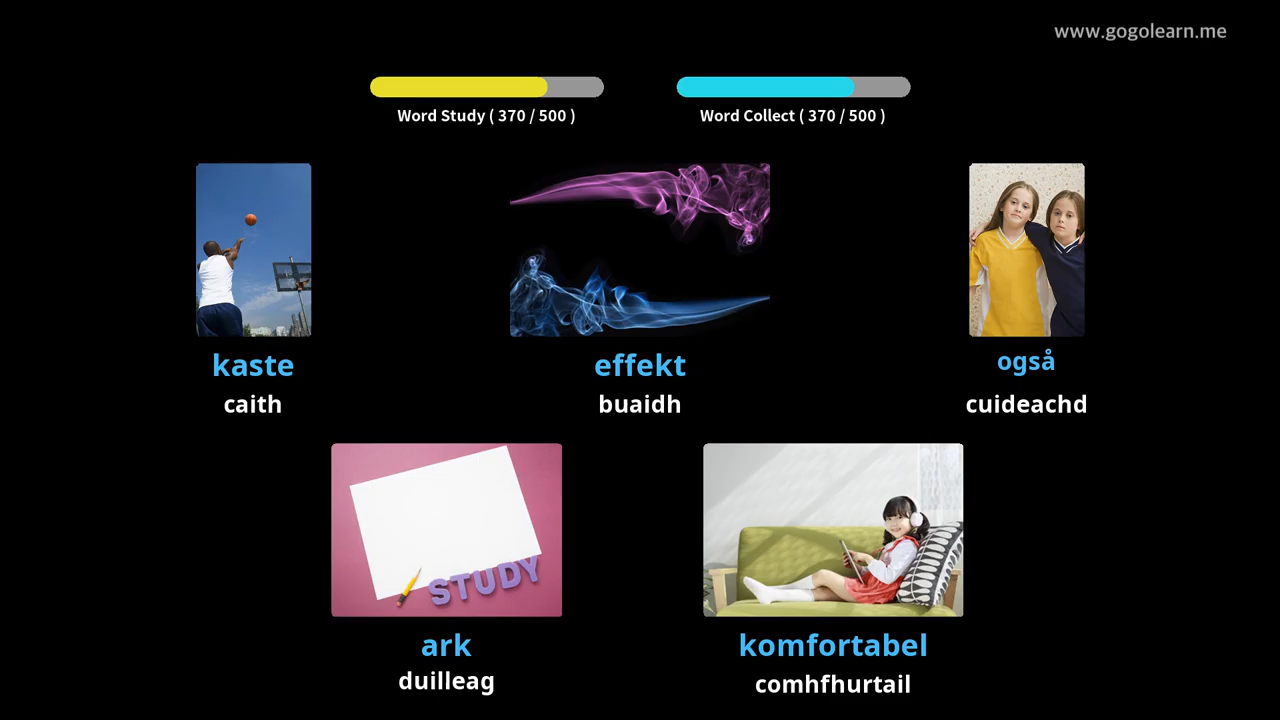 www.gogolearn.me
Word Study ( 370 / 500 )
Word Collect ( 370 / 500 )
kaste
effekt
også
caith
buaidh
cuideachd
STUDY
ark
komfortabel
duilleag
comhfhurtail